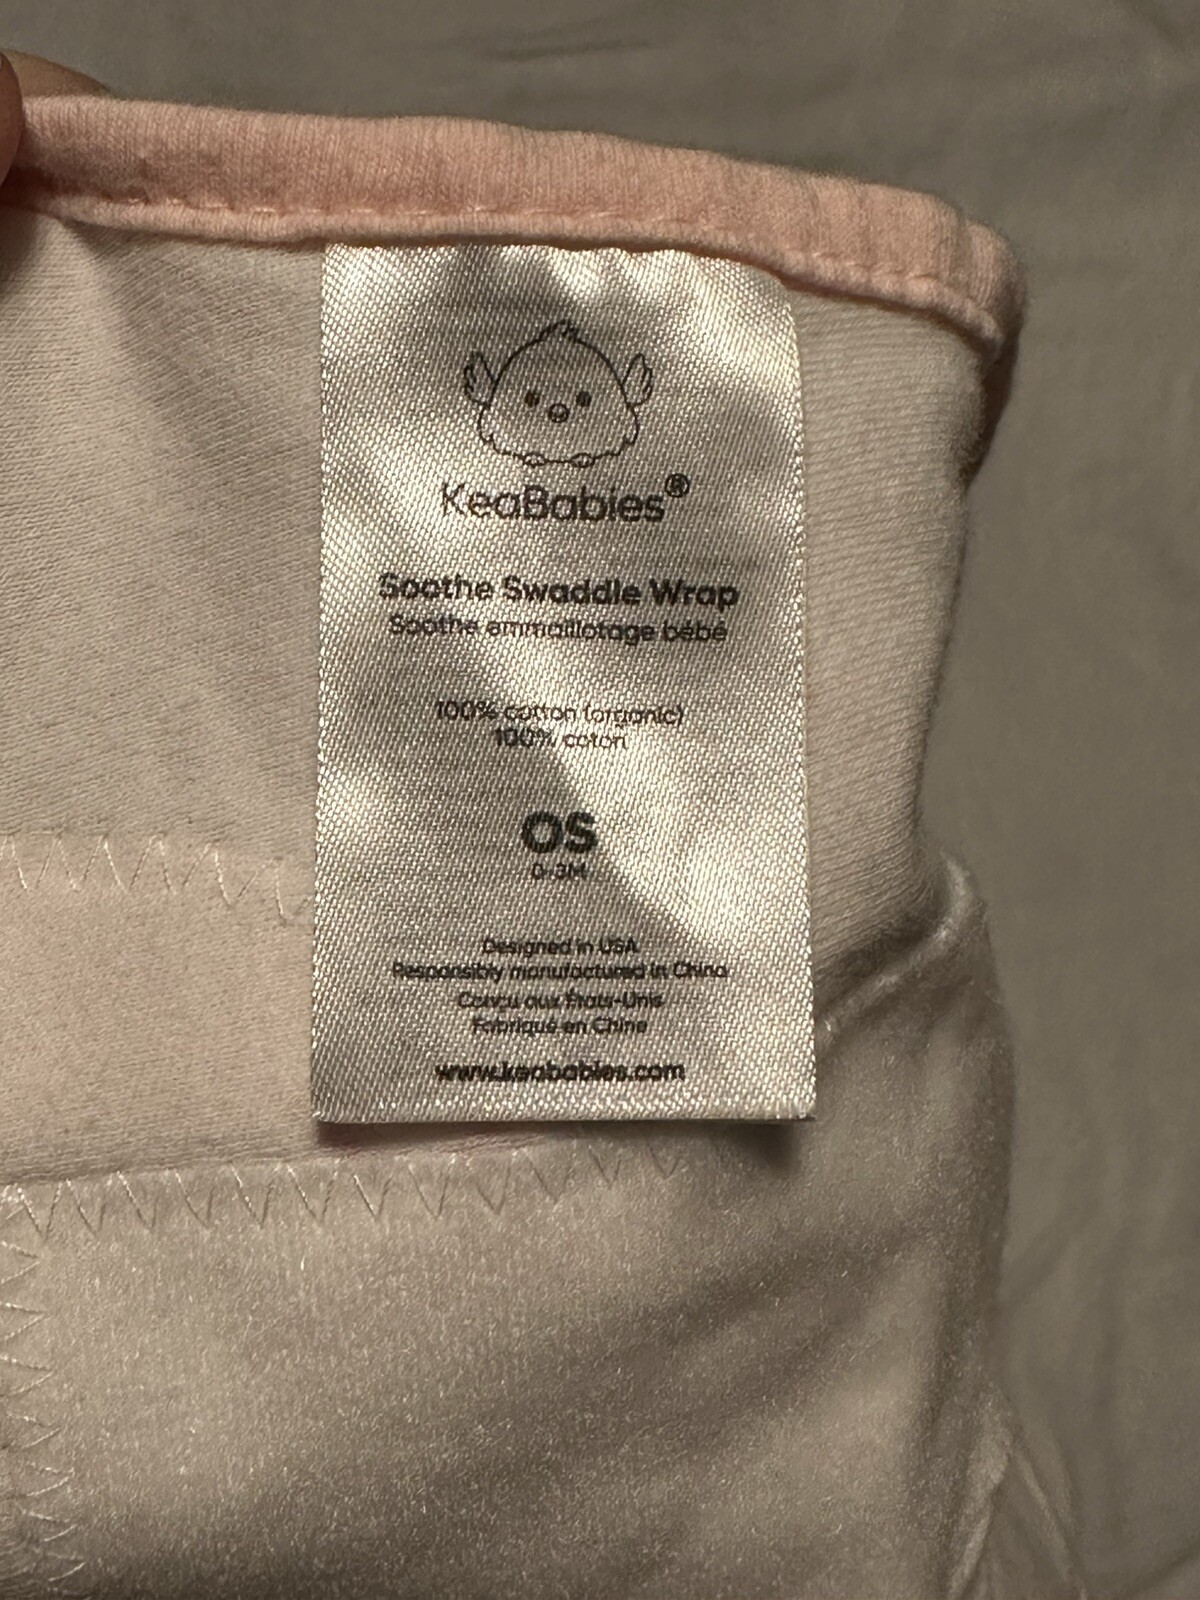 KeaBabies®
Soothe Swaddle Wrap
Soothe emmaillotage bébé
100% cotton (organic)
100% coton
OS
0-3M
Designed in USA
Responsibly manufactured in China
Conçu aux États-Unis
Fabriqué en Chine
www.keababies.com